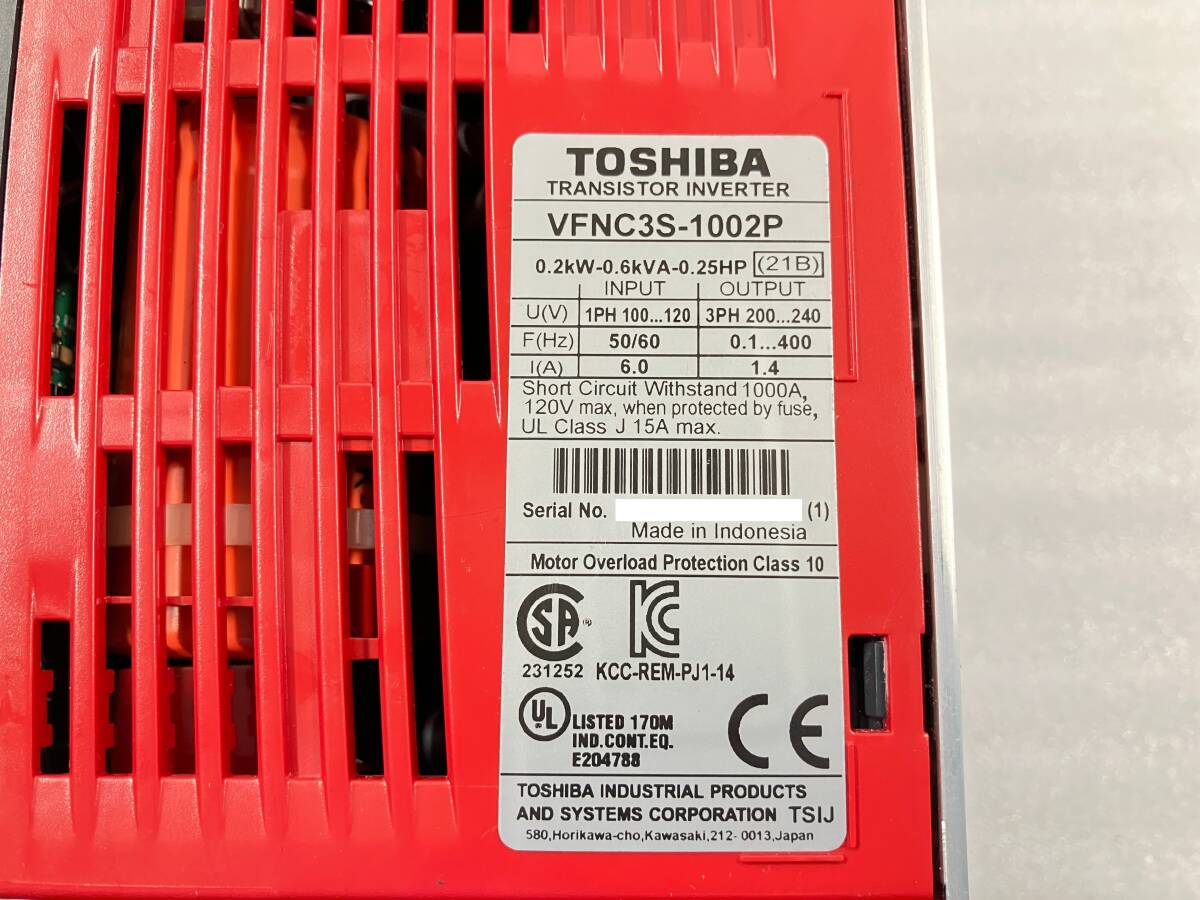 TOSHIBA
TRANSISTOR INVERTER
VFNC3S-1002P
0.2kW-0.6kVA-0.25HP (21B)
INPUT OUTPUT
U(V) 1PH 100...120 3PH 200...240
F(Hz) 50/60 0.1...400
I(A) 6.0 1.4
Short Circuit Withstand 1000A,
120V max, when protected by fuse,
UL Class J 15A max.
Serial No. (1)
Made in Indonesia
Motor Overload Protection Class 10
SA ® KC
231252 KCC-REM-PJ1-14
UL LISTED 170M
IND.CONT.EQ.
E204788
CE
TOSHIBA INDUSTRIAL PRODUCTS
AND SYSTEMS CORPORATION TSIJ
580,Horikawa-cho,Kawasaki,212- 0013,Japan